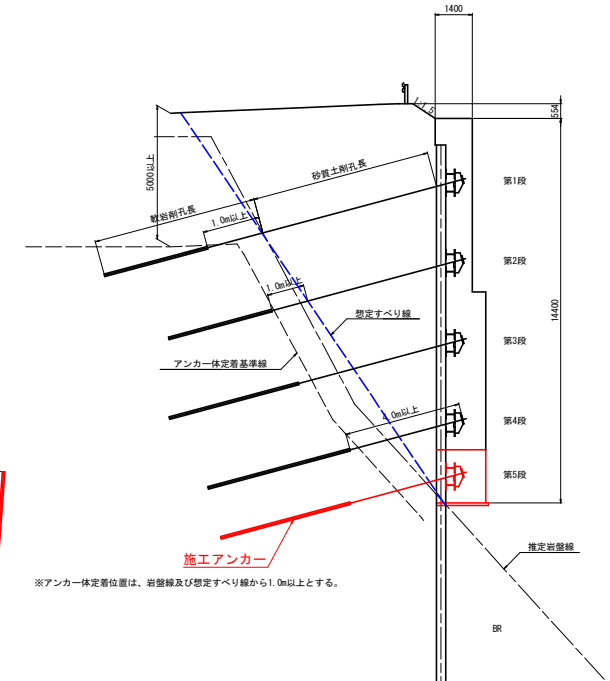 1400
1:1.5
554
砂質土削孔長
5000以上
軟岩削孔長
1.0m以上
第1段
第2段
1.0m以上
想定すべり線
14400
第3段
アンカー体定着基準線
4.0m以上
第4段
第5段
施工アンカー
推定岩盤線
※アンカー体定着位置は、岩盤線及び想定すべり線から1.0m以上とする。
BR